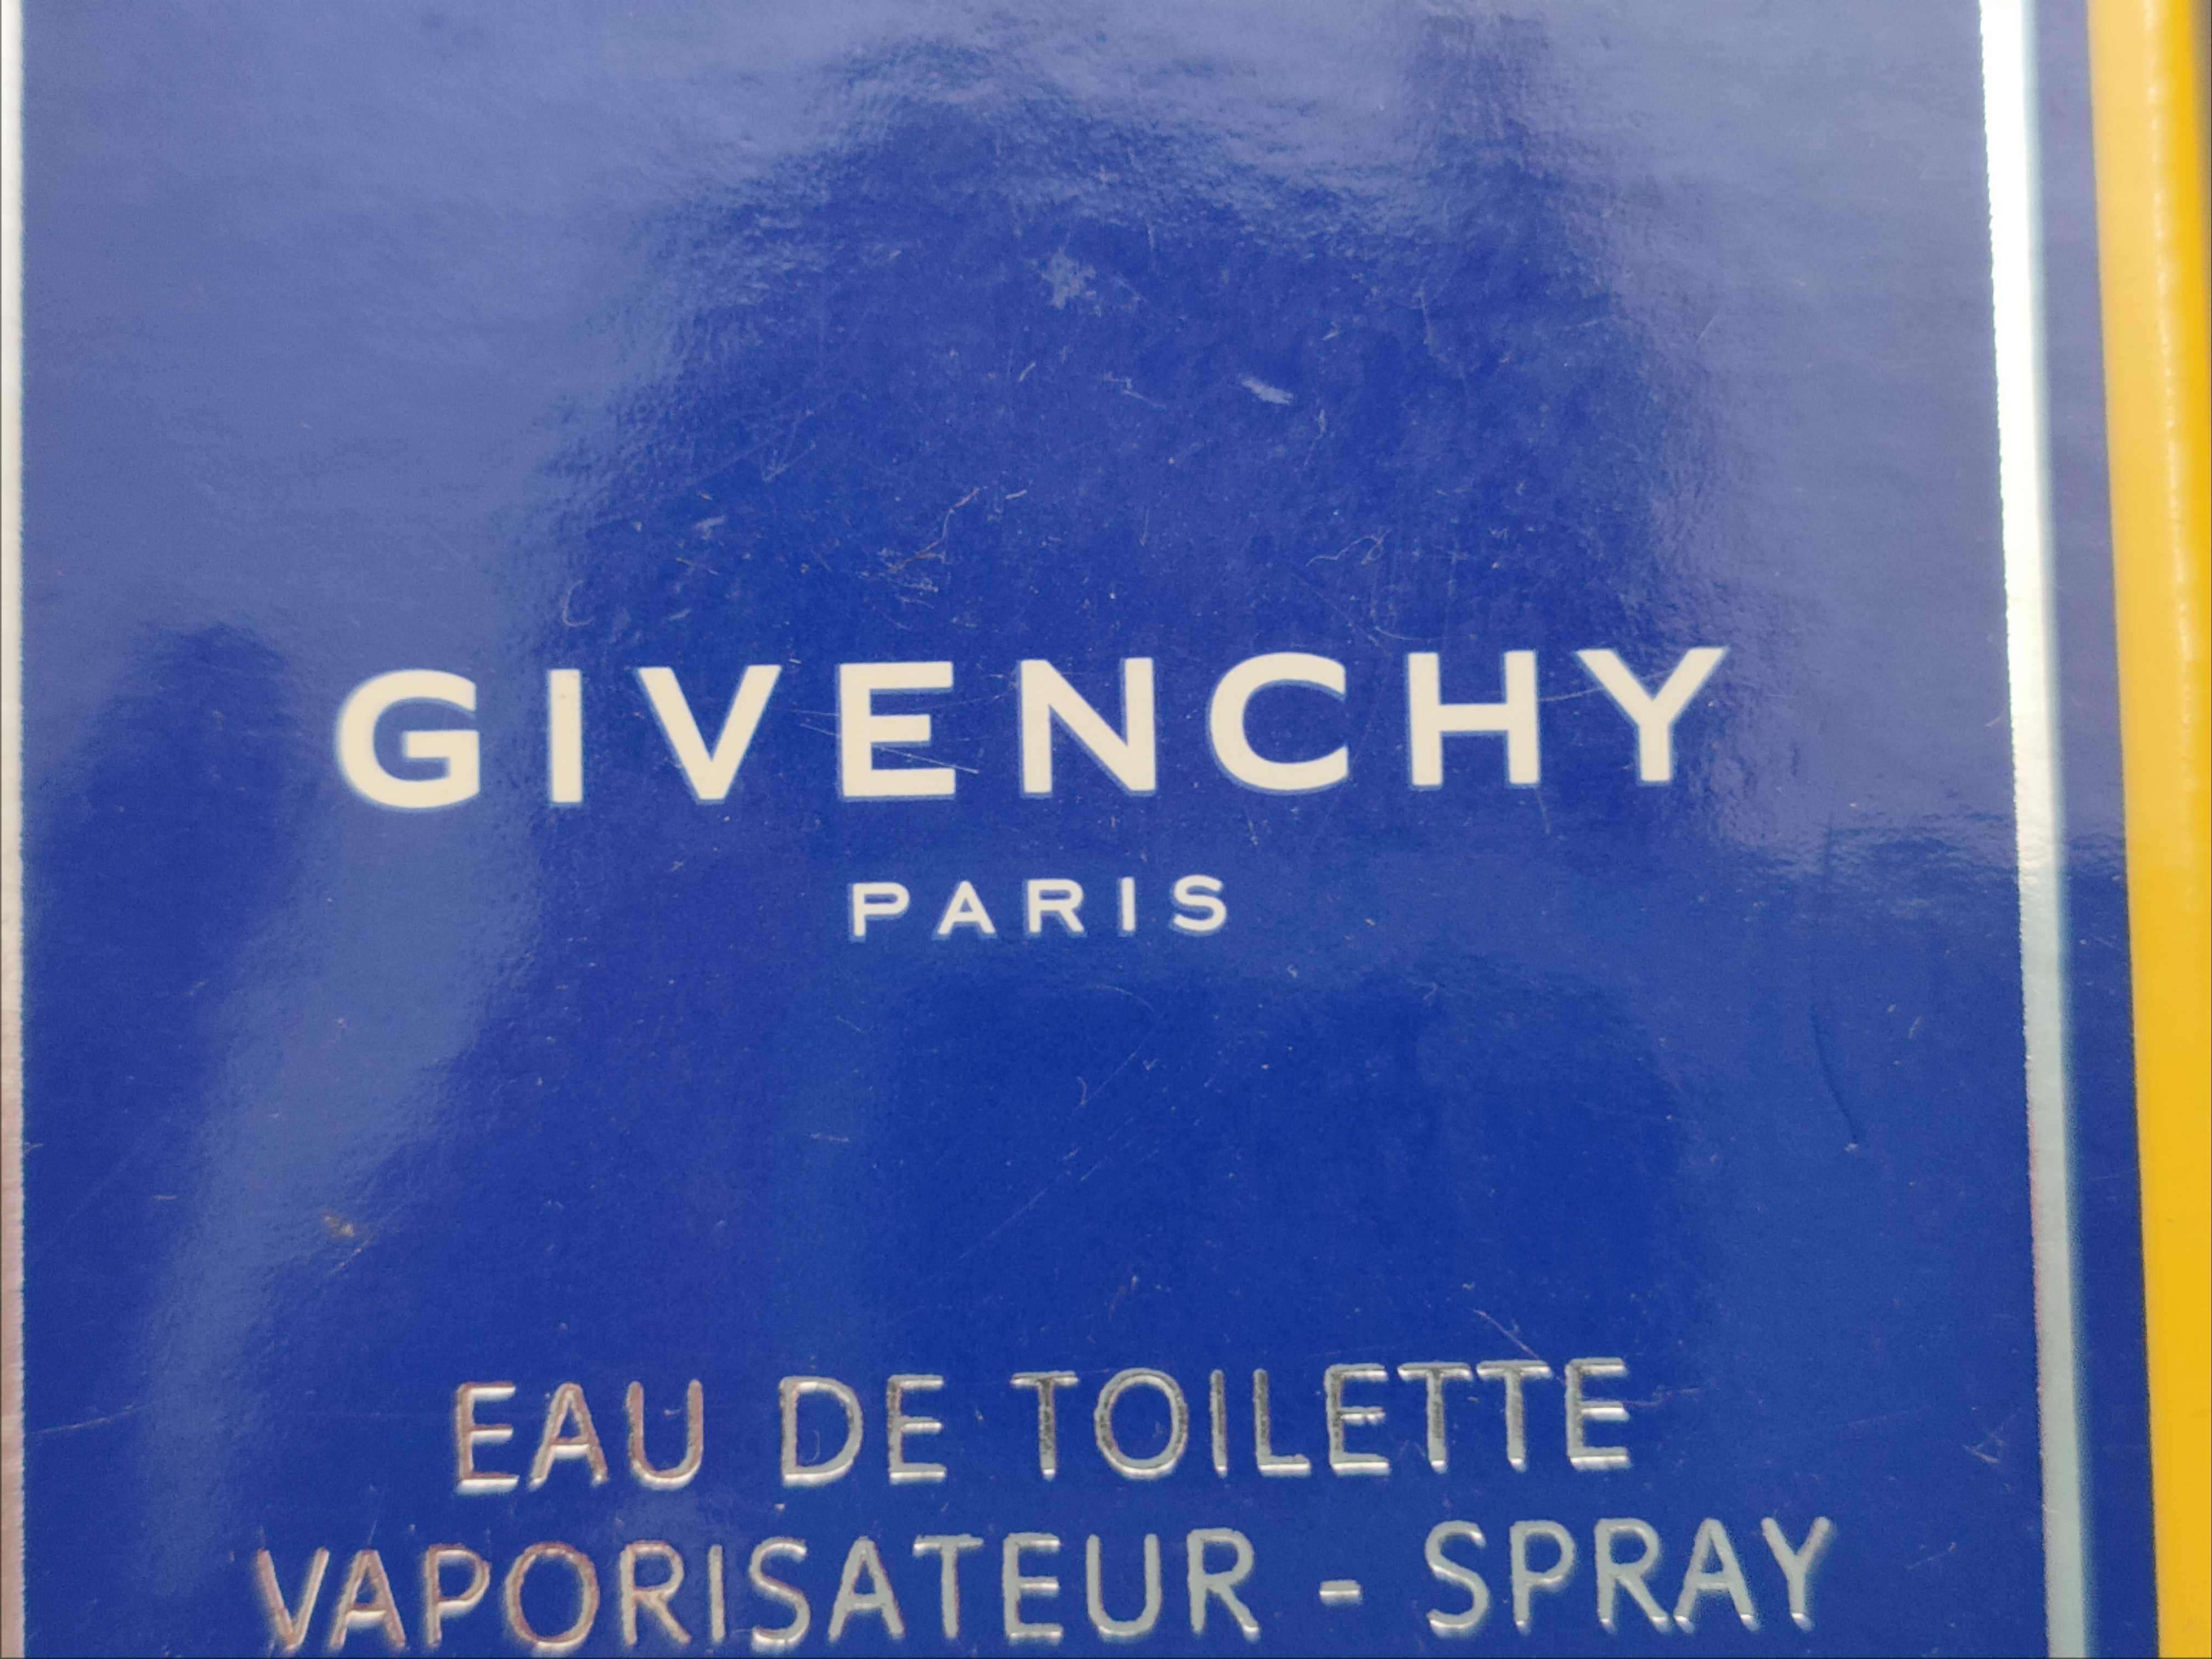 GIVENCHY
PARIS
EAU DE TOILETTE
VAPORISATEUR - SPRAY